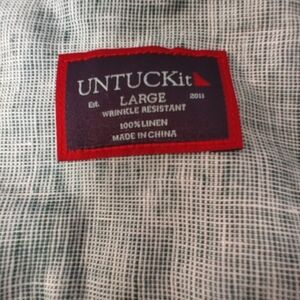 UNTUCKit
Est. LARGE 2011
WRINKLE RESISTANT
100% LINEN
MADE IN CHINA